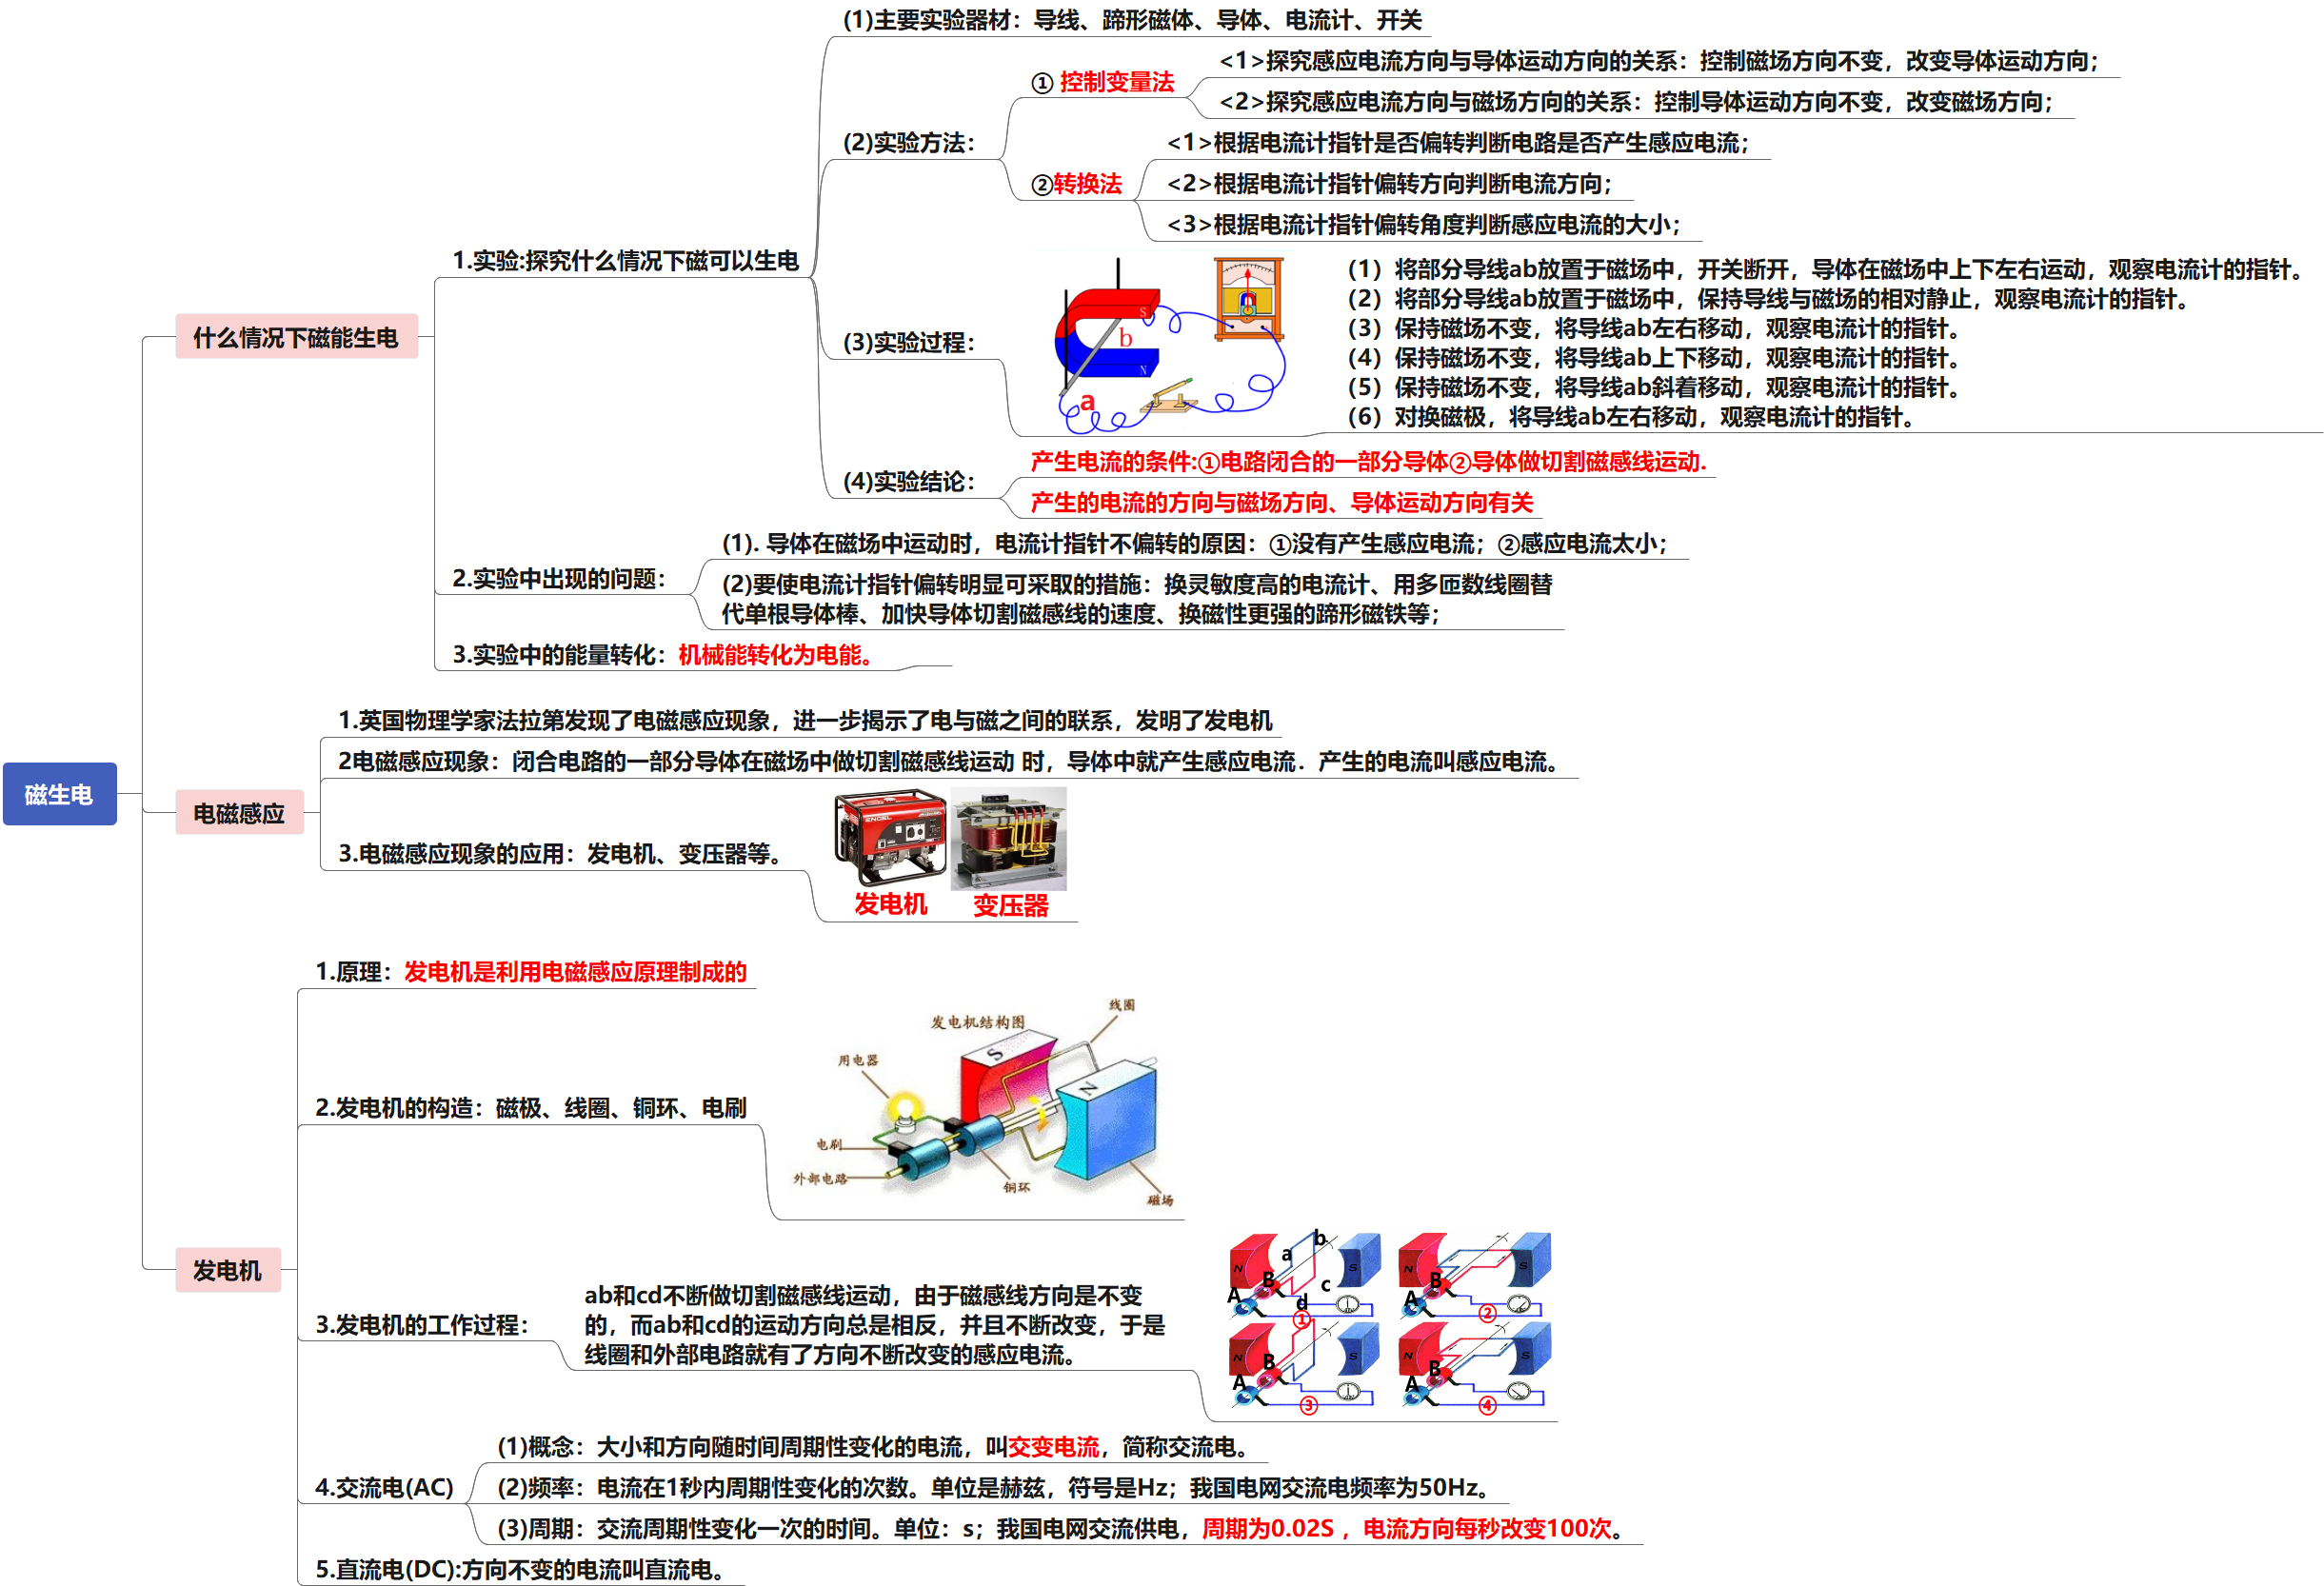 (1)主要实验器材：导线、蹄形磁体、导体、电流计、开关
<1>探究感应电流方向与导体运动方向的关系：控制磁场方向不变，改变导体运动方向；
① 控制变量法
<2>探究感应电流方向与磁场方向的关系：控制导体运动方向不变，改变磁场方向；
(2)实验方法：
<1>根据电流计指针是否偏转判断电路是否产生感应电流；
②转换法
<2>根据电流计指针偏转方向判断电流方向；
<3>根据电流计指针偏转角度判断感应电流的大小；
1.实验:探究什么情况下磁可以生电
什么情况下磁能生电
(3)实验过程：
S
b
N
a
（1）将部分导线ab放置于磁场中，开关断开，导体在磁场中上下左右运动，观察电流计的指针。
（2）将部分导线ab放置于磁场中，保持导线与磁场的相对静止，观察电流计的指针。
（3）保持磁场不变，将导线ab左右移动，观察电流计的指针。
（4）保持磁场不变，将导线ab上下移动，观察电流计的指针。
（5）保持磁场不变，将导线ab斜着移动，观察电流计的指针。
（6）对换磁极，将导线ab左右移动，观察电流计的指针。
(4)实验结论：
产生电流的条件:①电路闭合的一部分导体②导体做切割磁感线运动.
产生的电流的方向与磁场方向、导体运动方向有关
2.实验中出现的问题：
(1). 导体在磁场中运动时，电流计指针不偏转的原因：①没有产生感应电流；②感应电流太小；
(2)要使电流计指针偏转明显可采取的措施：换灵敏度高的电流计、用多匝数线圈替
代单根导体棒、加快导体切割磁感线的速度、换磁性更强的蹄形磁铁等；
3.实验中的能量转化：机械能转化为电能。
磁生电
电磁感应
1.英国物理学家法拉第发现了电磁感应现象，进一步揭示了电与磁之间的联系，发明了发电机
2电磁感应现象：闭合电路的一部分导体在磁场中做切割磁感线运动 时，导体中就产生感应电流．产生的电流叫感应电流。
3.电磁感应现象的应用：发电机、变压器等。
ENGEL
发电机
变压器
发电机
1.原理：发电机是利用电磁感应原理制成的
2.发电机的构造：磁极、线圈、铜环、电刷
发电机结构图
线圈
用电器
S
N
电刷
外部电路
铜环
磁场
3.发电机的工作过程：
ab和cd不断做切割磁感线运动，由于磁感线方向是不变
的，而ab和cd的运动方向总是相反，并且不断改变，于是
线圈和外部电路就有了方向不断改变的感应电流。
N
a
b
S
B
c
A
d
①
N
S
B
A
②
N
S
B
A
③
N
S
B
A
④
4.交流电(AC)
(1)概念：大小和方向随时间周期性变化的电流，叫交变电流，简称交流电。
(2)频率：电流在1秒内周期性变化的次数。单位是赫兹，符号是Hz；我国电网交流电频率为50Hz。
(3)周期：交流周期性变化一次的时间。单位：s；我国电网交流供电，周期为0.02S ，电流方向每秒改变100次。
5.直流电(DC):方向不变的电流叫直流电。